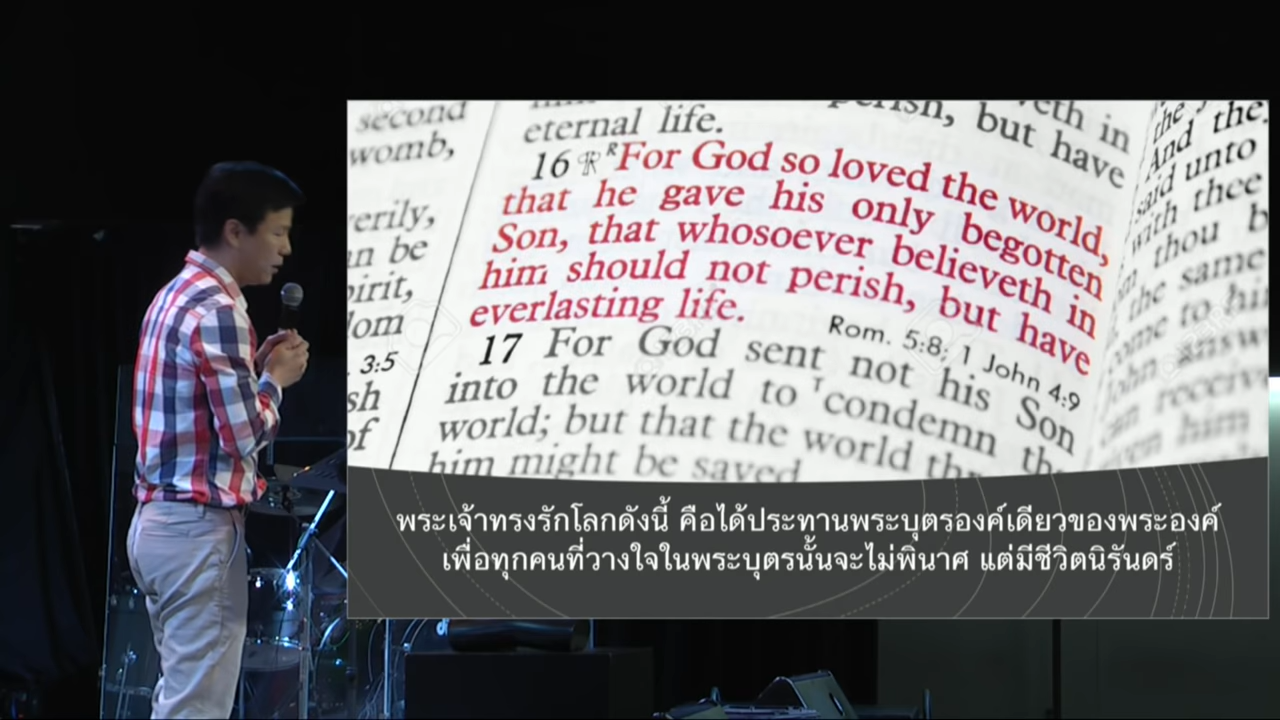 second
womb,
erily,
be
irit,
3:5
of
eternal life.
perish, but have
in
16 For God so loved the world,
that he gave his only begotten
Son, that whosoever believeth in
him should not perish, but have
everlasting life.
Rom. 5:8; 1 John 4:9
17 For God sent not his Son
into the world to condemn the
world; but that the world
him might be saved
the
And the
said unto
with thee
thou
the same
to
John
him
พระเจ้าทรงรักโลกดังนี้ คือได้ประทานพระบุตรองค์เดียวของพระองค์
เพื่อทุกคนที่วางใจในพระบุตรนั้นจะไม่พินาศ แต่มีชีวิตนิรันดร์